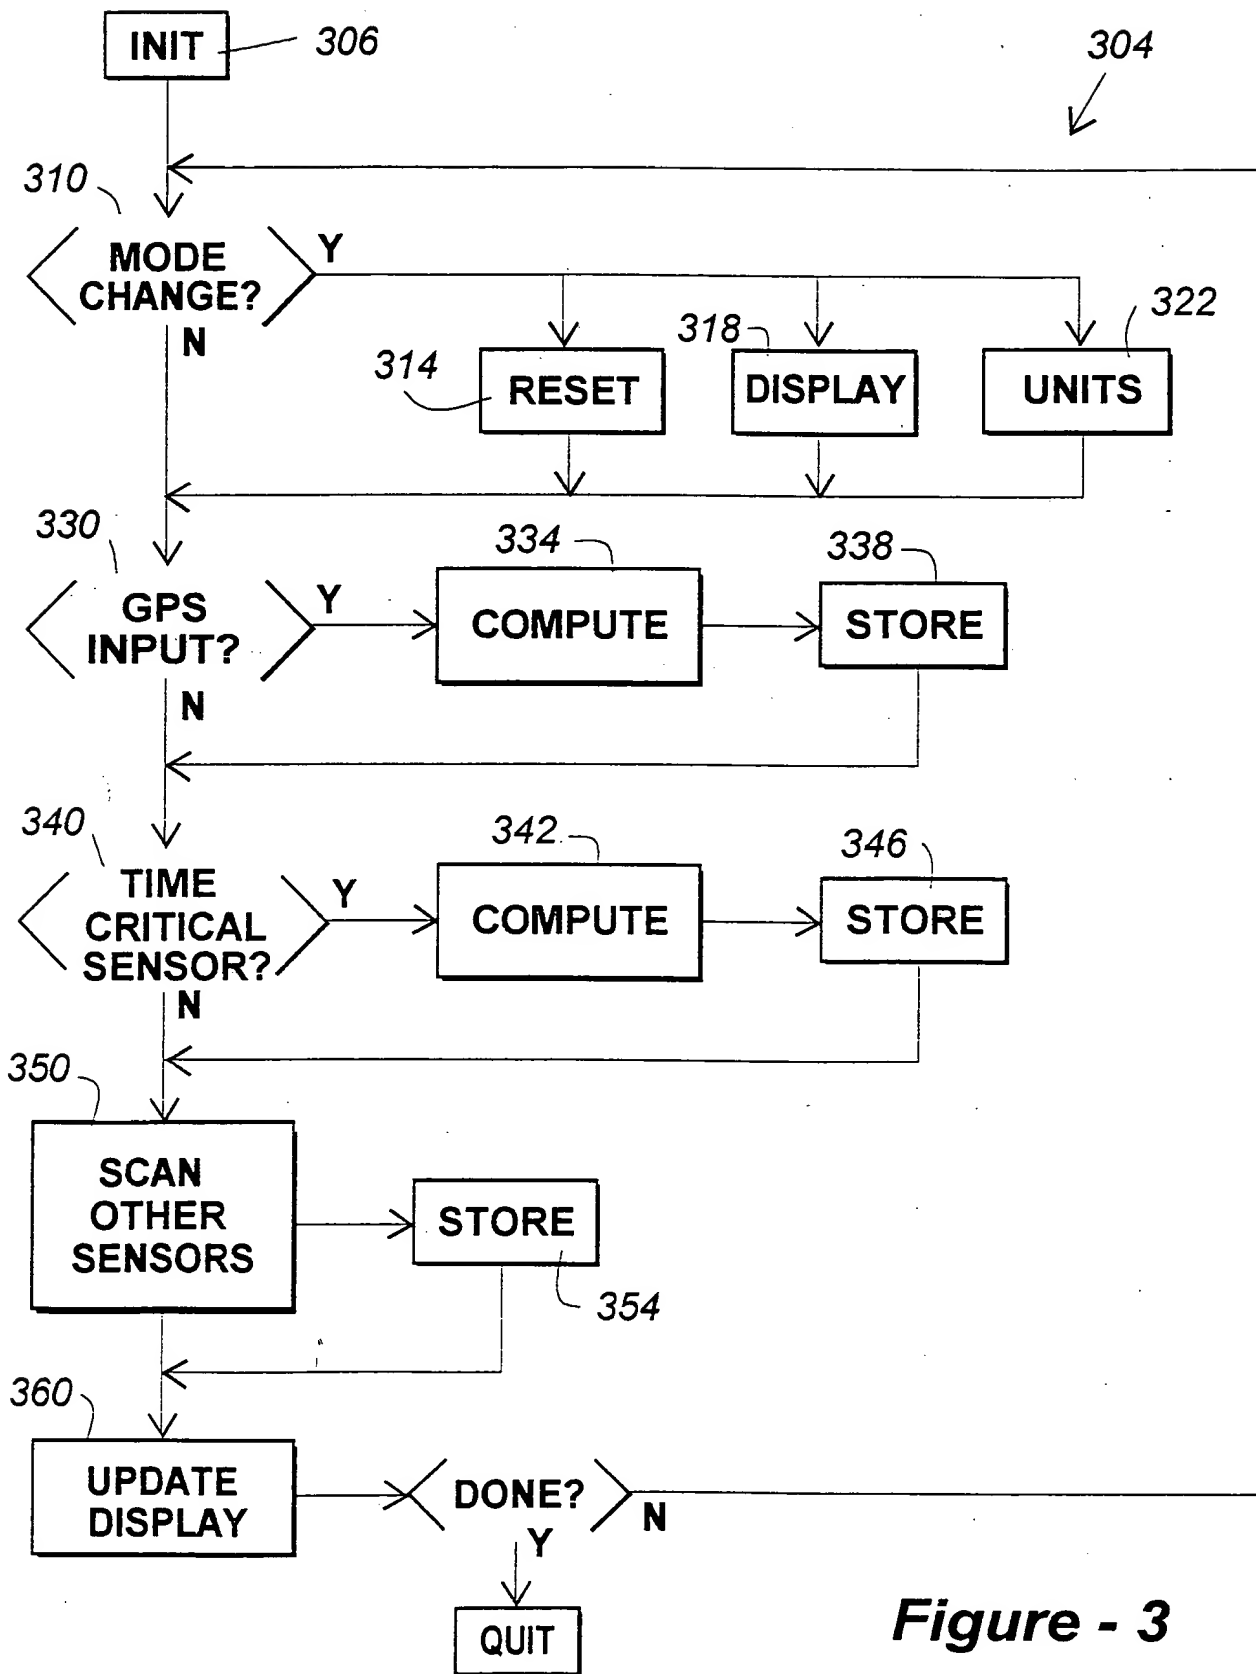 INIT
306
304
310
MODE
CHANGE?
Y
N
314
RESET
318
DISPLAY
322
UNITS
330
GPS
INPUT?
Y
N
334
COMPUTE
338
STORE
340
TIME
CRITICAL
SENSOR?
Y
N
342
COMPUTE
346
STORE
350
SCAN
OTHER
SENSORS
STORE
354
360
UPDATE
DISPLAY
DONE?
N
Y
QUIT
Figure - 3